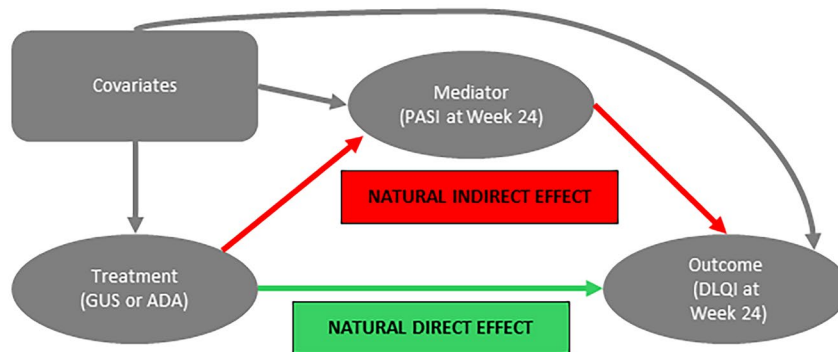 Covariates
Mediator
(PASI at Week 24)
NATURAL INDIRECT EFFECT
Treatment
(GUS or ADA)
Outcome
(DLQI at
Week 24)
NATURAL DIRECT EFFECT